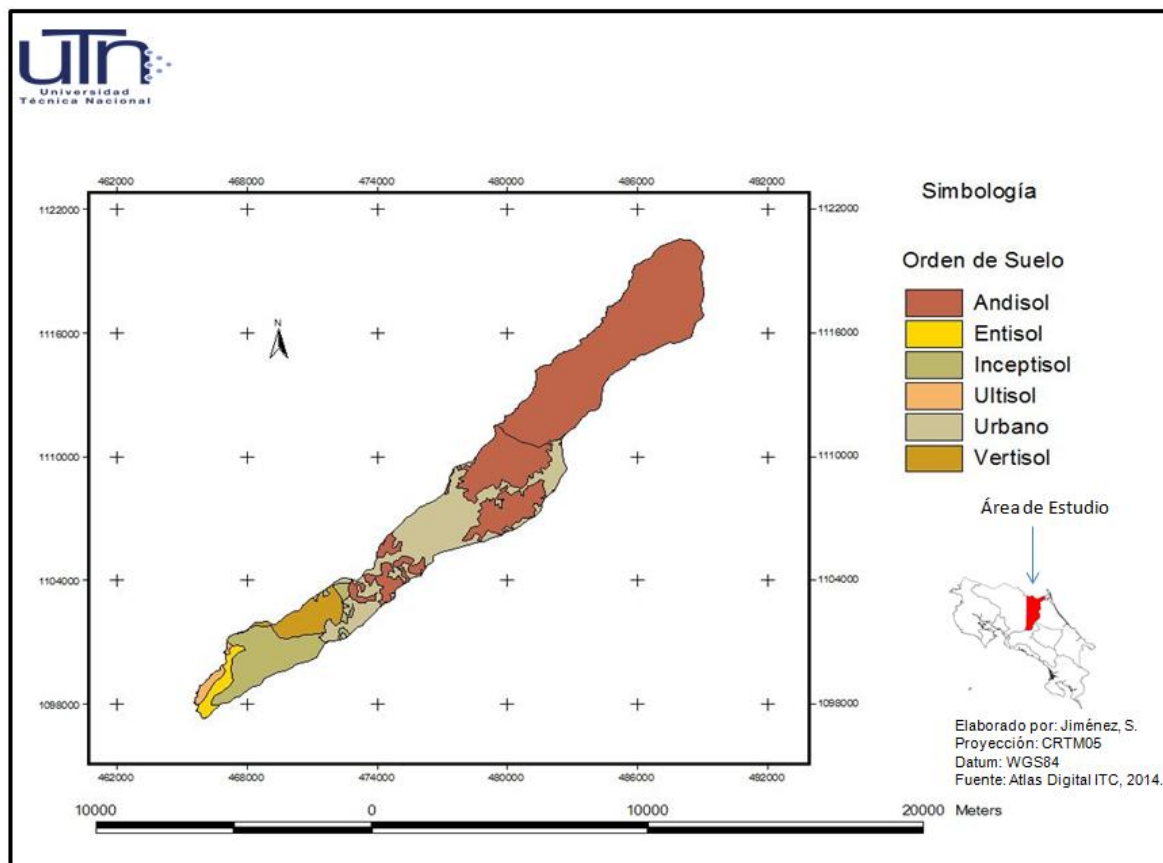 uTn
Universidad
Técnica Nacional
462000 468000 474000 480000 486000 492000
1122000 1122000
1116000 1116000
N
1110000 1110000
1104000 1104000
1098000 1098000
462000 468000 474000 480000 486000 492000
10000 0 10000 20000 Meters
Simbología
Orden de Suelo
Andisol
Entisol
Inceptisol
Ultisol
Urbano
Vertisol
Área de Estudio
Elaborado por: Jiménez, S.
Proyección: CRTM05
Datum: WGS84
Fuente: Atlas Digital ITC, 2014.